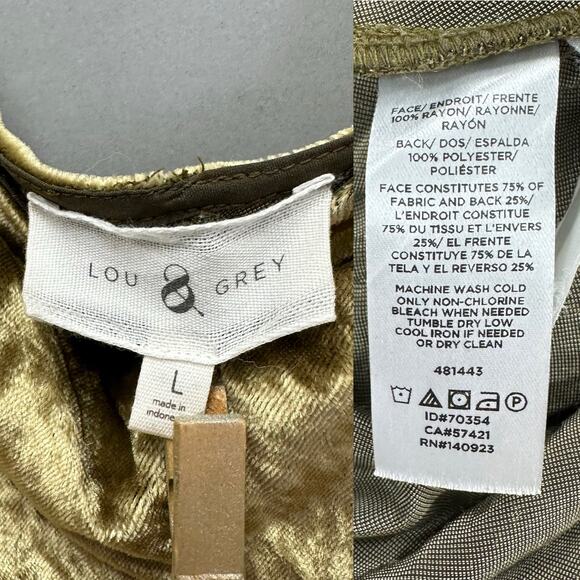 LOU & GREY
L
made in
FACE/ ENDROIT/ FRENTE
100% RAYON/ RAYONNE/
RAYÓN
BACK/ DOS/ ESPALDA
100% POLYESTER/
POLIÉSTER
FACE CONSTITUTES 75% OF
FABRIC AND BACK 25%/
L'ENDROIT CONSTITUE
75% DU TISSU ET L'ENVERS
25%/ EL FRENTE
CONSTITUYE 75% DE LA
TELA Y EL REVERSO 25%
MACHINE WASH COLD
ONLY NON-CHLORINE
BLEACH WHEN NEEDED
TUMBLE DRY LOW
COOL IRON IF NEEDED
OR DRY CLEAN
481443
P
ID#70354
CA#57421
RN#140923